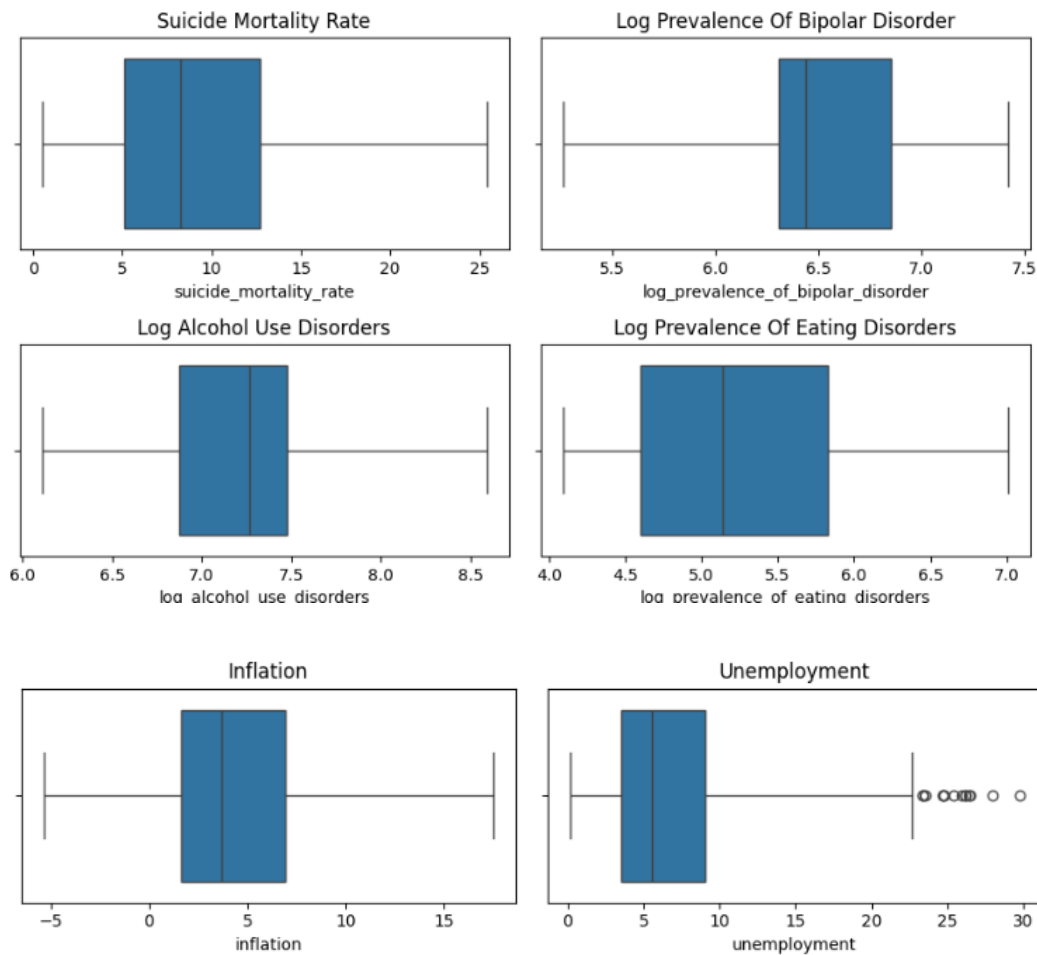 Suicide Mortality Rate
0 5 10 15 20 25
suicide_mortality_rate
Log Prevalence Of Bipolar Disorder
5.5 6.0 6.5 7.0 7.5
log_prevalence_of_bipolar_disorder
Log Alcohol Use Disorders
6.0 6.5 7.0 7.5 8.0 8.5
log_alcohol_use_disorders
Log Prevalence Of Eating Disorders
4.0 4.5 5.0 5.5 6.0 6.5 7.0
log_prevalence_of_eating_disorders
Inflation
−5 0 5 10 15
inflation
Unemployment
0 5 10 15 20 25 30
unemployment